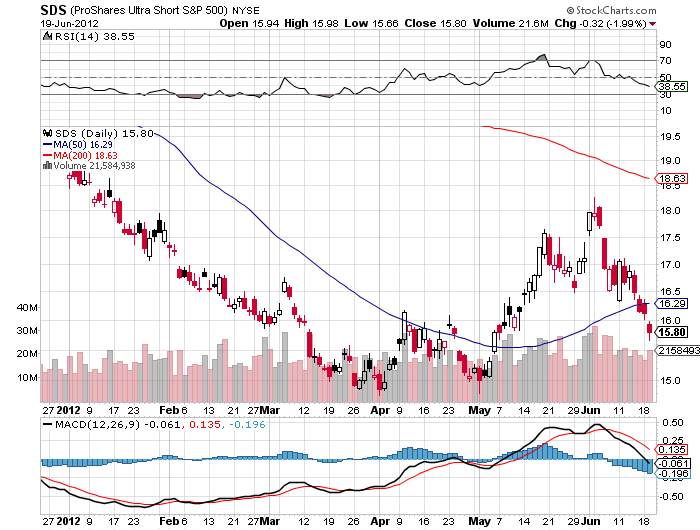 SDS (ProShares Ultra Short S&P 500) NYSE
© StockCharts.com
19-Jun-2012
Open 15.94 High 15.98 Low 15.66 Close 15.80 Volume 21.6M Chg -0.32 (-1.99%)
RSI(14) 38.55
90
70
50
38.55
30
10
SDS (Daily) 15.80
MA(50) 16.29
MA(200) 18.63
Volume 21,584,938
19.5
19.0
18.63
18.5
18.0
17.5
17.0
16.5
16.29
16.0
15.80
21584938
15.0
40M
30M
20M
10M
27 2012 9 17 23 Feb 6 13 21 27 Mar 12 19 26 Apr 9 16 23 May 7 14 21 29 Jun 11 18
MACD(12,26,9) -0.061, 0.135, -0.196
0.50
0.25
0.135
-0.061
-0.196
-0.50
27 2012 9 17 23 Feb 6 13 21 27 Mar 12 19 26 Apr 9 16 23 May 7 14 21 29 Jun 11 18